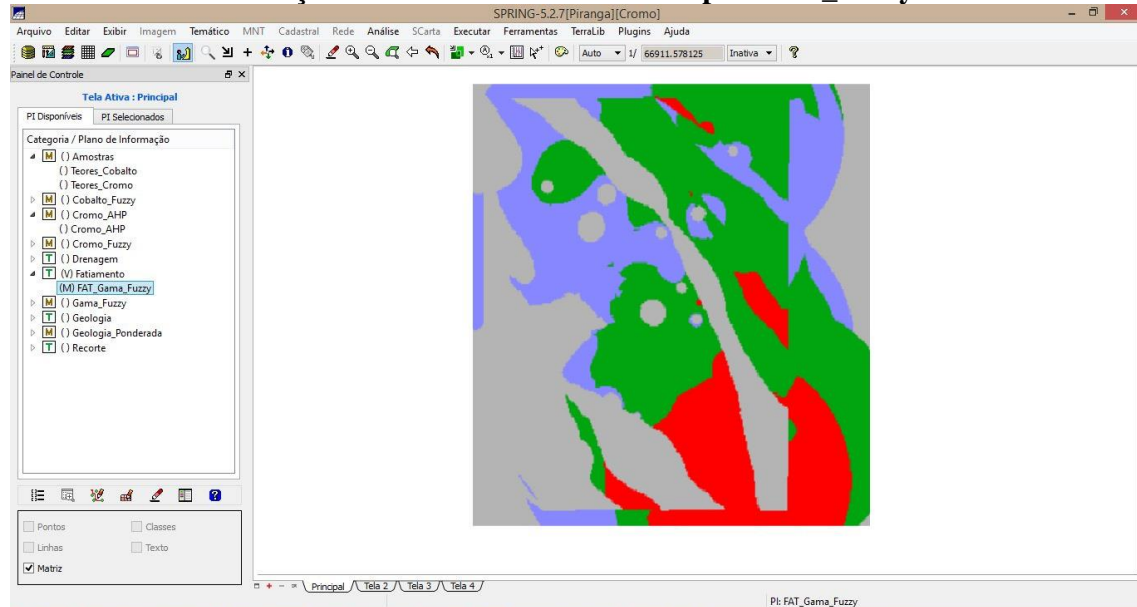 SPRING-5.2.7[Piranga][Cromo]
Arquivo Editar Exibir Imagem Temático MNT Cadastral Rede Análise SCarta Executar Ferramentas TerraLib Plugins Ajuda
Auto 1/ 66911.578125 Inativa
Painel de Controle
Tela Ativa : Principal
PI Disponíveis PI Selecionados
Categoria / Plano de Informação
M () Amostras
() Teores_Cobalto
() Teores_Cromo
M () Cobalto_Fuzzy
M () Cromo_AHP
() Cromo_AHP
M () Cromo_Fuzzy
T () Drenagem
T (V) Fatiamento
(M) FAT_Gama_Fuzzy
M () Gama_Fuzzy
T () Geologia
M () Geologia_Ponderada
T () Recorte
Pontos Classes
Linhas Texto
Matriz
Principal Tela 2 Tela 3 Tela 4
PI: FAT_Gama_Fuzzy